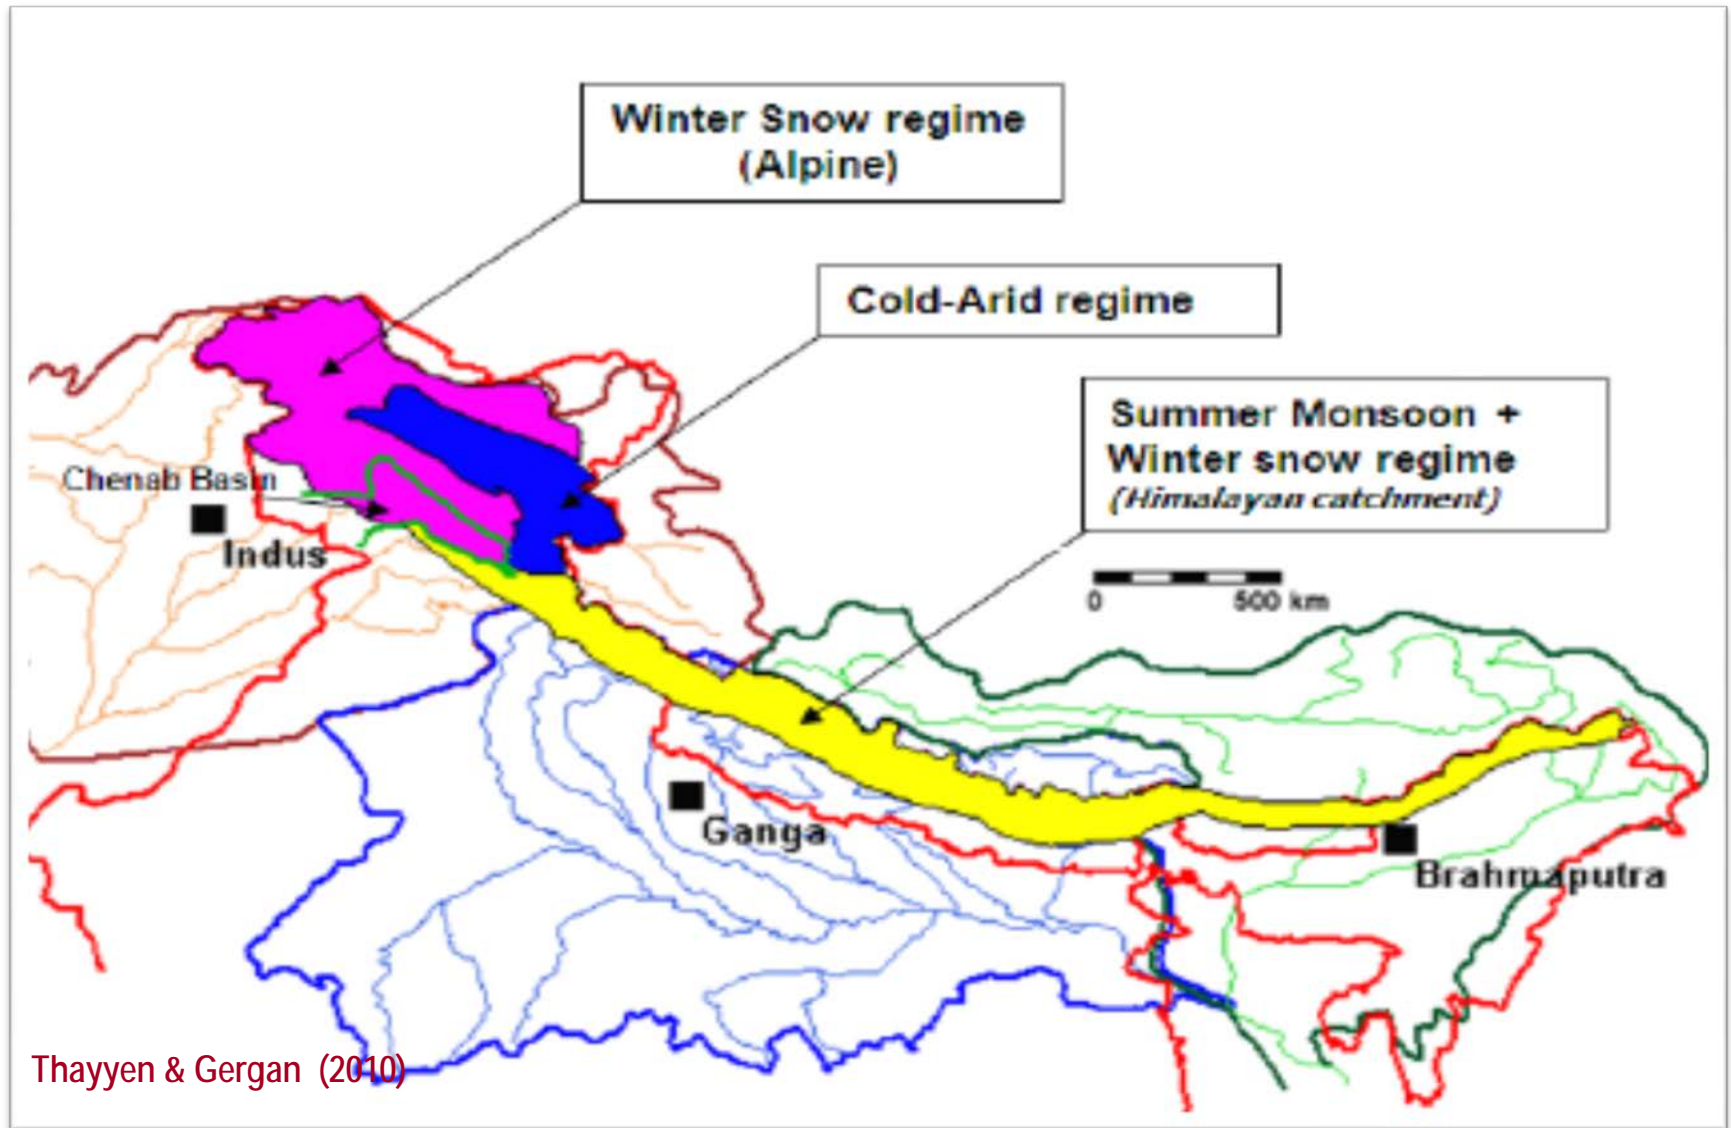 Winter Snow regime
(Alpine)
Cold-Arid regime
Summer Monsoon +
Winter snow regime
(Himalayan catchment)
Chenab Basin
Indus
0 500 km
Ganga
Brahmaputra
Thayyen & Gergan (2010)